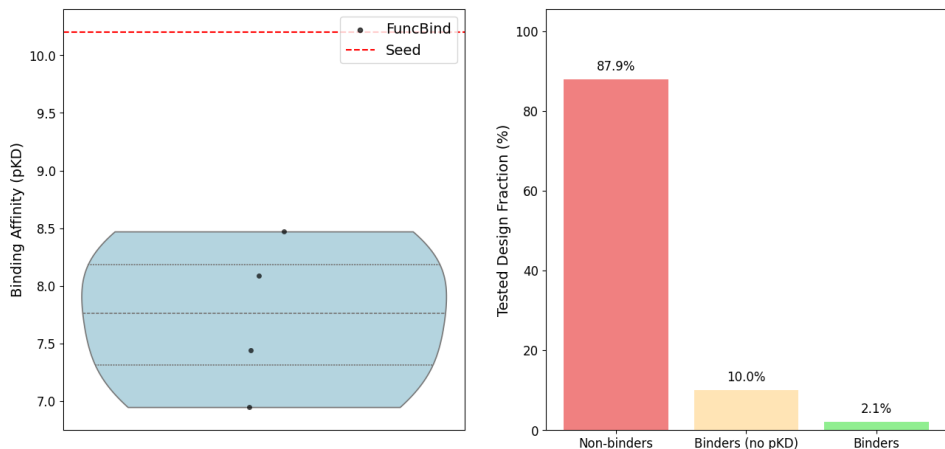 Binding Affinity (pKD)
10.0
9.5
9.0
8.5
8.0
7.5
7.0
FuncBind
Seed
Tested Design Fraction (%)
100
80
60
40
20
0
87.9%
10.0%
2.1%
Non-binders
Binders (no pKD)
Binders